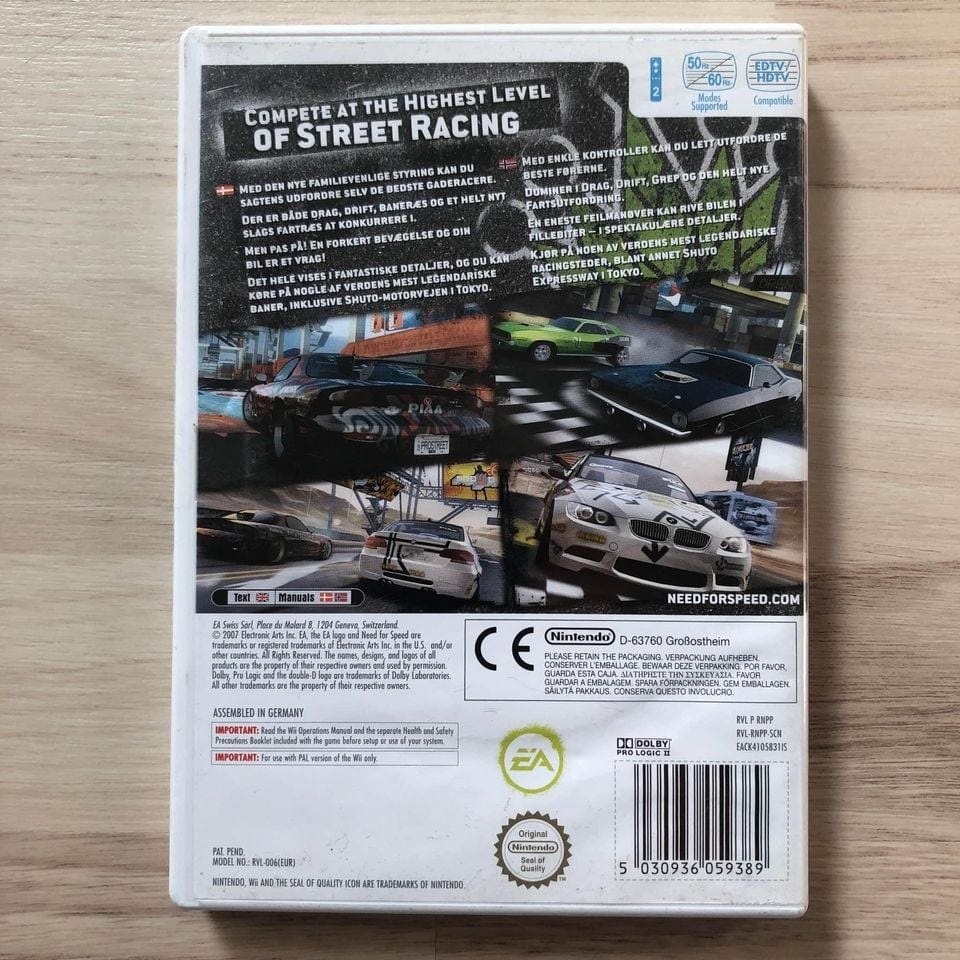 COMPETE AT THE HIGHEST LEVEL
OF STREET RACING
2
50Hz
60Hz
Modes
Supported
EDTV/
HDTV
Compatible
MED DEN NYE FAMILIEVENLIGE STYRING KAN DU
SAGTENS UDFORDRE SELV DE BEDSTE GADERACERE.
DER ER BÅDE DRAG, DRIFT, BANERÆS OG ET HELT NYT
SLAGS FARTRÆS AT KONKURRERE I.
MEN PAS PÅ! EN FORKERT BEVÆGELSE OG DIN
BIL ER ET VRAG!
DET HELE VISES I FANTASTISKE DETALJER, OG DU KAN
KØRE PÅ NOGLE AF VERDENS MEST LEGENDARISKE
BANER, INKLUSIVE SHUTO-MOTORVEJEN I TOKYO.
MED ENKLE KONTROLLER KAN DU LETT UTFORDRE DE
BESTE FØRERNE.
DOMINER I DRAG, DRIFT, GREP OG DEN HELT NYE
FARTSUTFORDRING.
EN ENESTE FEILMANØVER KAN RIVE BILEN I
FILLEBITER – I SPEKTAKULÆRE DETALJER.
KJØR PÅ NOEN AV VERDENS MEST LEGENDARISKE
RACINGSTEDER, BLANT ANNET SHUTO
EXPRESSWAY I TOKYO.
PIAA
PROSTREET
NEEDFORSPEED.COM
Text
Manuals
EA Swiss Sàrl, Place du Molard 8, 1204 Geneva, Switzerland.
© 2007 Electronic Arts Inc. EA, the EA logo and Need for Speed are
trademarks or registered trademarks of Electronic Arts Inc. in the U.S. and/or
other countries. All Rights Reserved. The names, designs, and logos of all
products are the property of their respective owners and used by permission.
Dolby, Pro Logic and the double-D logo are trademarks of Dolby Laboratories.
All other trademarks are the property of their respective owners.
CE
Nintendo D-63760 Großostheim
PLEASE RETAIN THE PACKAGING. VERPACKUNG AUFHEBEN.
CONSERVER L'EMBALLAGE. BEWAAR DEZE VERPAKKING. POR FAVOR,
GUARDA ESTA CAJA. ΔΙΑΤΗΡΗΣΤΕ ΤΗΝ ΣΥΣΚΕΥΑΣΙΑ. FAVOR
GUARDAR A EMBALAGEM. SPARA FÖRPACKNINGEN. GEM EMBALLAGEN.
SÄILYTÄ PAKKAUS. CONSERVA QUESTO INVOLUCRO.
ASSEMBLED IN GERMANY
IMPORTANT: Read the Wii Operations Manual and the separate Health and Safety
Precautions Booklet included with the game before setup or use of your system.
IMPORTANT: For use with PAL version of the Wii only.
EA
DOLBY
PRO LOGIC II
RVL P RNPP
RVL-RNPP-SCN
EACK4105831IS
Original
Nintendo
Seal of
Quality
TM
5 030936 059389
PAT. PEND.
MODEL NO.: RVL-006(EUR)
NINTENDO, Wii AND THE SEAL OF QUALITY ICON ARE TRADEMARKS OF NINTENDO.